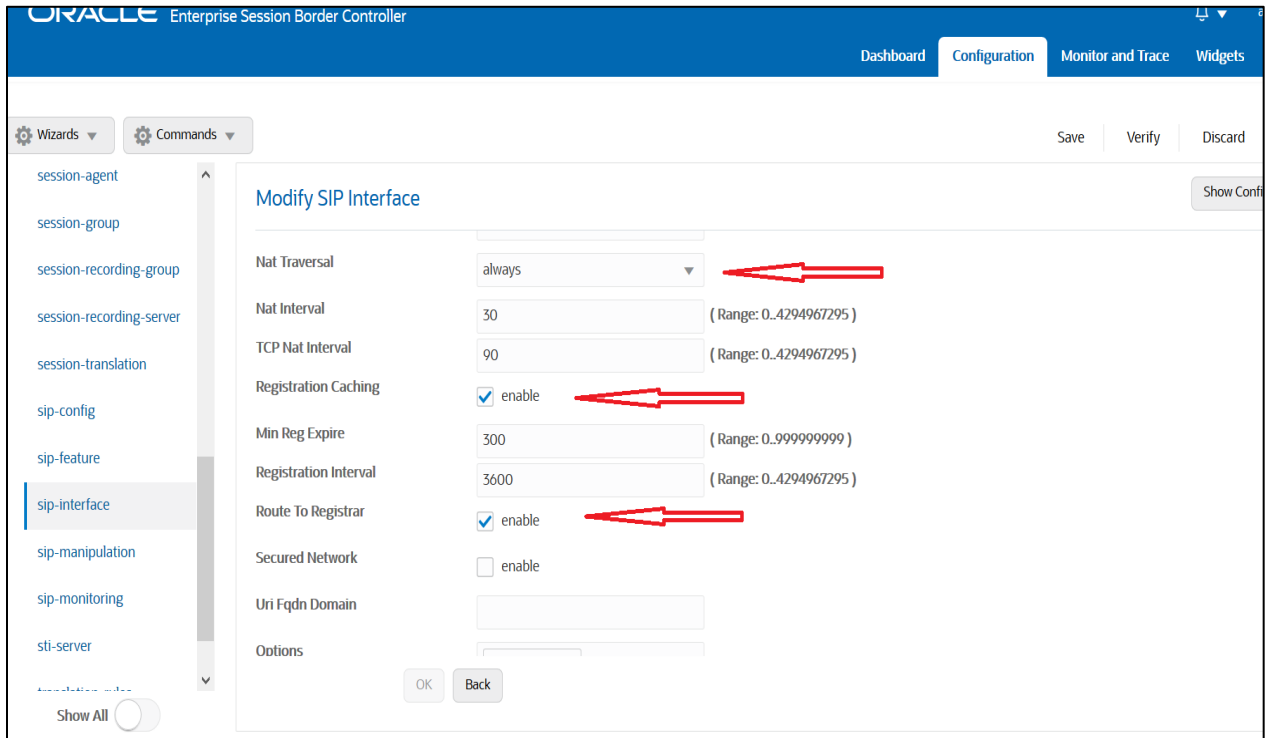 ORACLE Enterprise Session Border Controller
Dashboard Configuration Monitor and Trace Widgets
Wizards Commands Save Verify Discard
session-agent
session-group
session-recording-group
session-recording-server
session-translation
sip-config
sip-feature
sip-interface
sip-manipulation
sip-monitoring
sti-server
Show All
Modify SIP Interface
Show Confi
Nat Traversal always
Nat Interval 30 ( Range: 0..4294967295 )
TCP Nat Interval 90 ( Range: 0..4294967295 )
Registration Caching enable
Min Reg Expire 300 ( Range: 0..999999999 )
Registration Interval 3600 ( Range: 0..4294967295 )
Route To Registrar enable
Secured Network enable
Uri Fqdn Domain
Options
OK Back